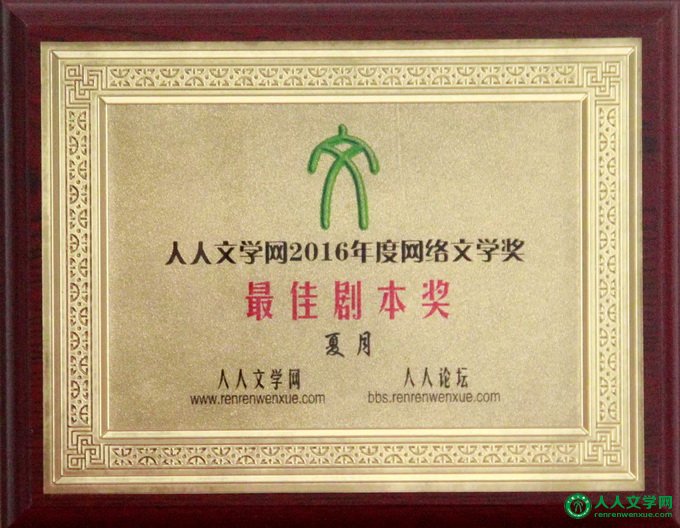 人人文学网2016年度网络文学奖
最佳剧本奖
夏月
人人文学网 人人论坛
www.renrenwenxue.com bbs.renrenwenxue.com
人人文学网
renrenwenxue.com